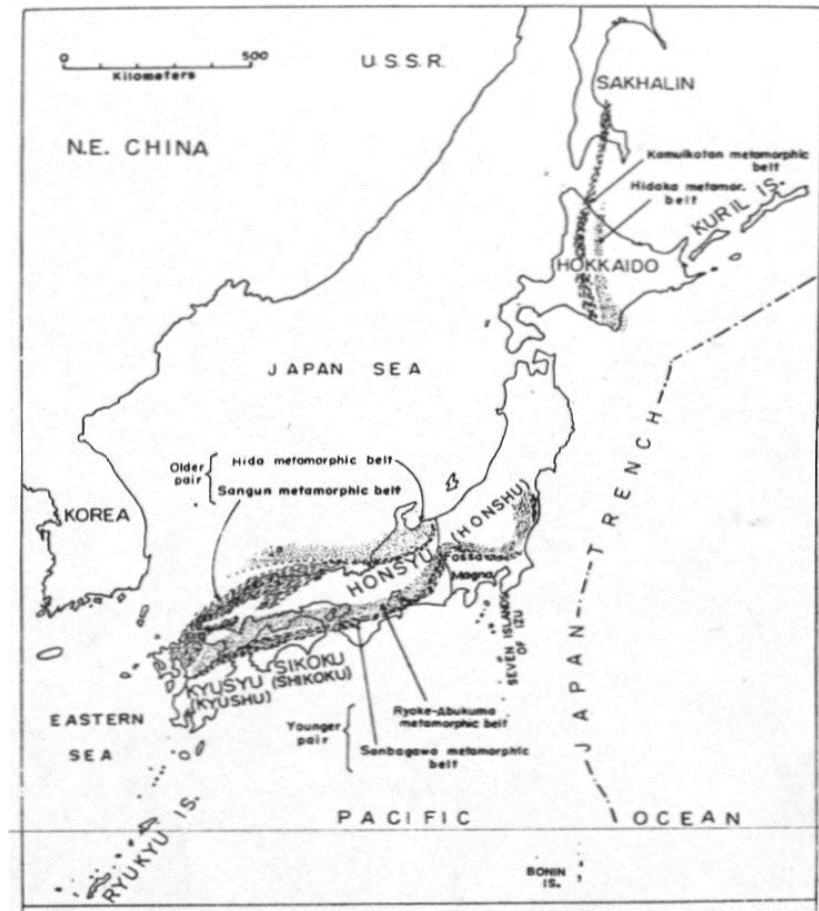 0 500
Kilometers
U.S.S.R.
SAKHALIN
N.E. CHINA
Kamuikotan metamorphic
belt
Hidaka metamor.
belt
KURIL IS.
HOKKAIDO
JAPAN SEA
Older
pair
Hida metamorphic belt
Sangun metamorphic belt
KOREA
HONSYU (HONSHU)
Fossa
Magna
JAPAN TRENCH
SEVEN ISLANDS
OF IZU
SIKOKU
(SHIKOKU)
KYUSYU
(KYUSHU)
EASTERN
SEA
Younger
pair
Ryoke-Abukuma
metamorphic belt
Sanbagawa metamorphic
belt
PACIFIC OCEAN
RYUKYU IS.
BONIN
IS.